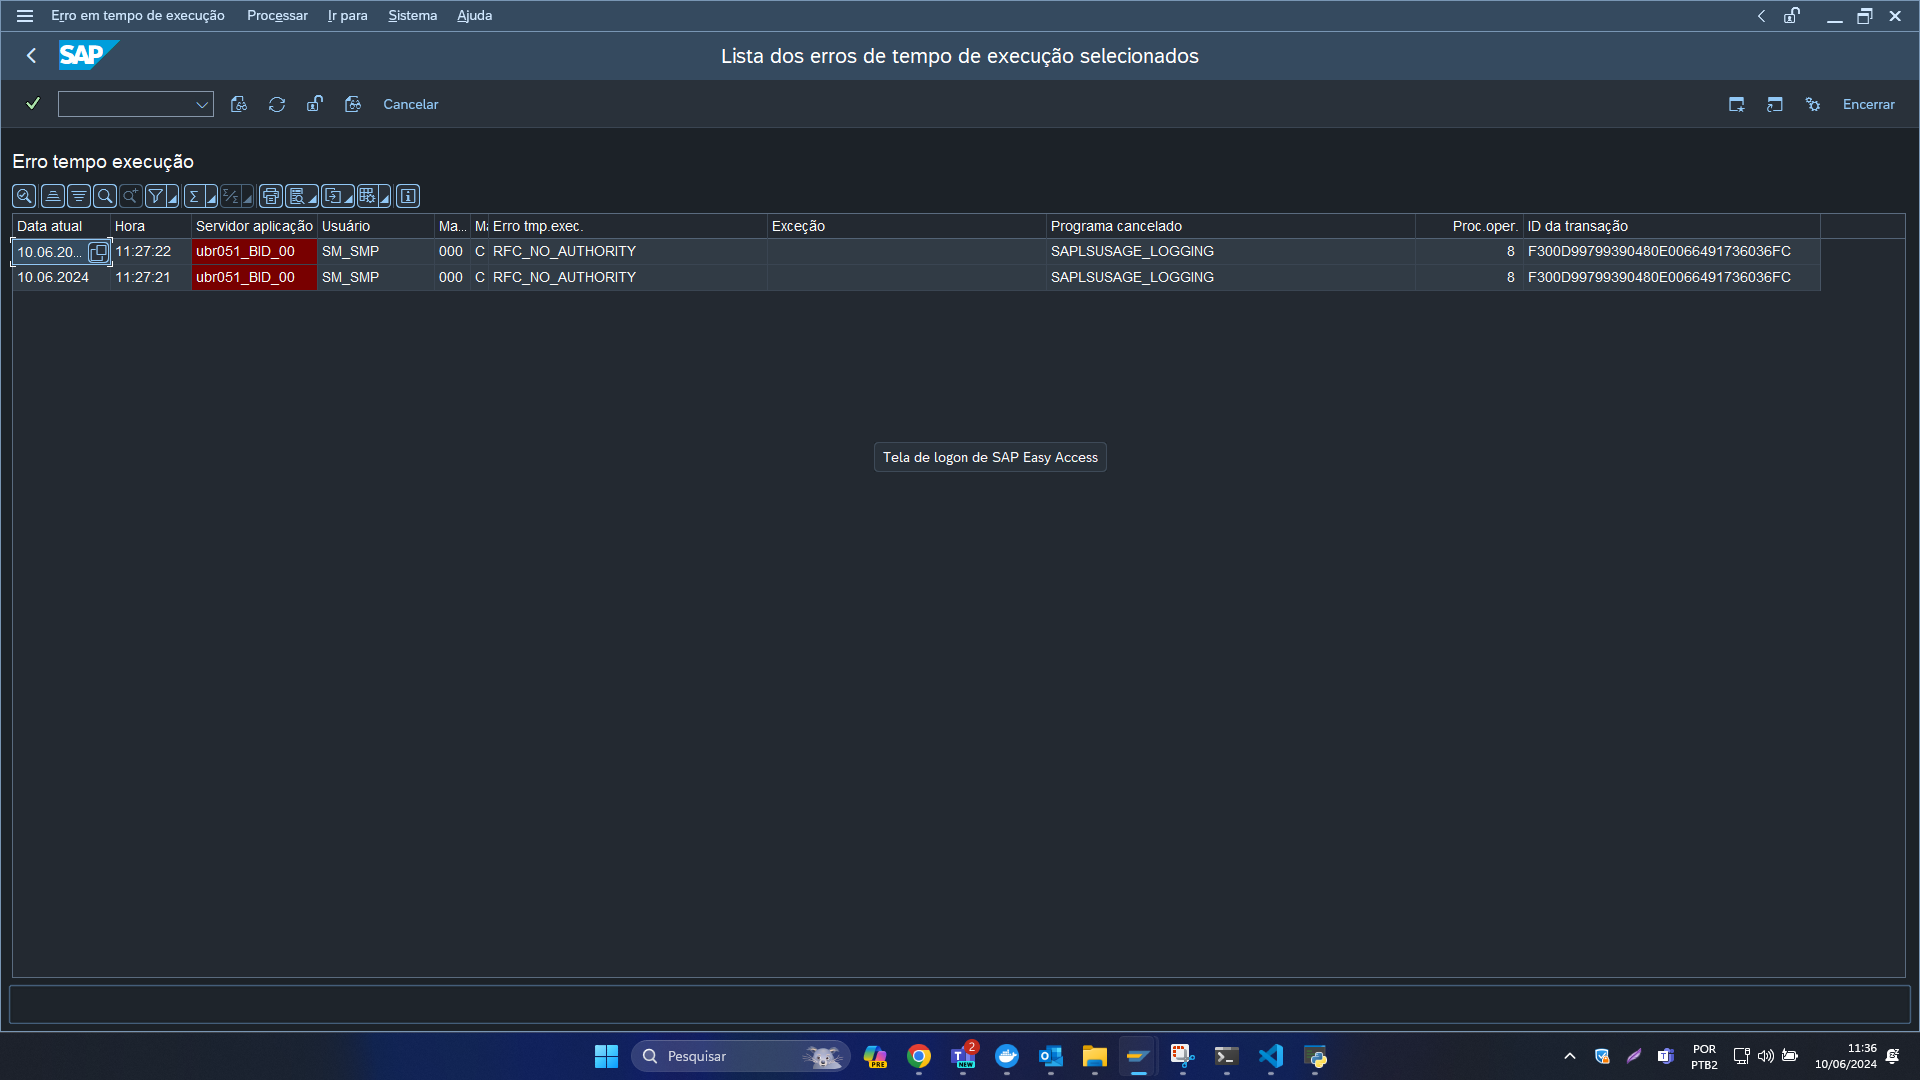 Erro em tempo de execução Processar Ir para Sistema Ajuda
SAP
Lista dos erros de tempo de execução selecionados
Cancelar
Encerrar
Erro tempo execução
Data atual Hora Servidor aplicação Usuário Ma... Erro tmp.exec. Exceção Programa cancelado Proc.oper. ID da transação
10.06.20... 11:27:22 ubr051_BID_00 SM_SMP 000 C RFC_NO_AUTHORITY SAPLSUSAGE_LOGGING 8 F300D99799390480E0066491736036FC
10.06.2024 11:27:21 ubr051_BID_00 SM_SMP 000 C RFC_NO_AUTHORITY SAPLSUSAGE_LOGGING 8 F300D99799390480E0066491736036FC
Tela de logon de SAP Easy Access
Pesquisar
PRE
2
NEW
POR
PTB2
11:36
10/06/2024